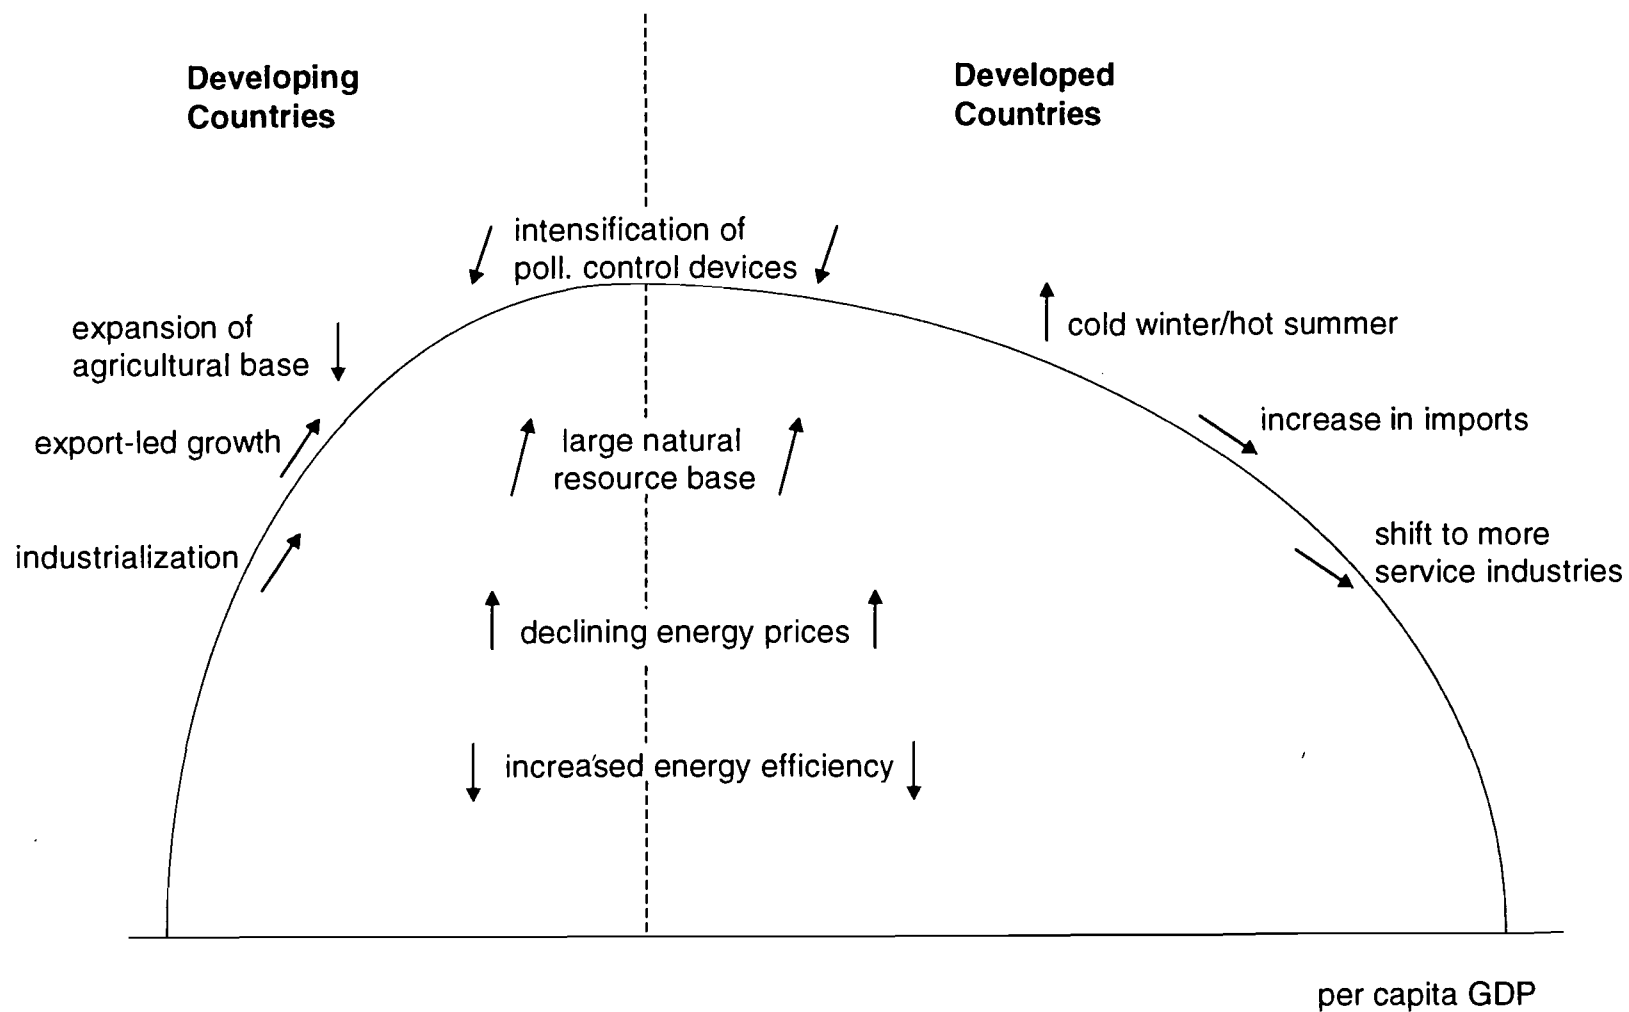 Developing
Countries
Developed
Countries
intensification of
poll. control devices
expansion of
agricultural base
cold winter/hot summer
export-led growth
large natural
resource base
increase in imports
industrialization
shift to more
service industries
declining energy prices
increased energy efficiency
per capita GDP